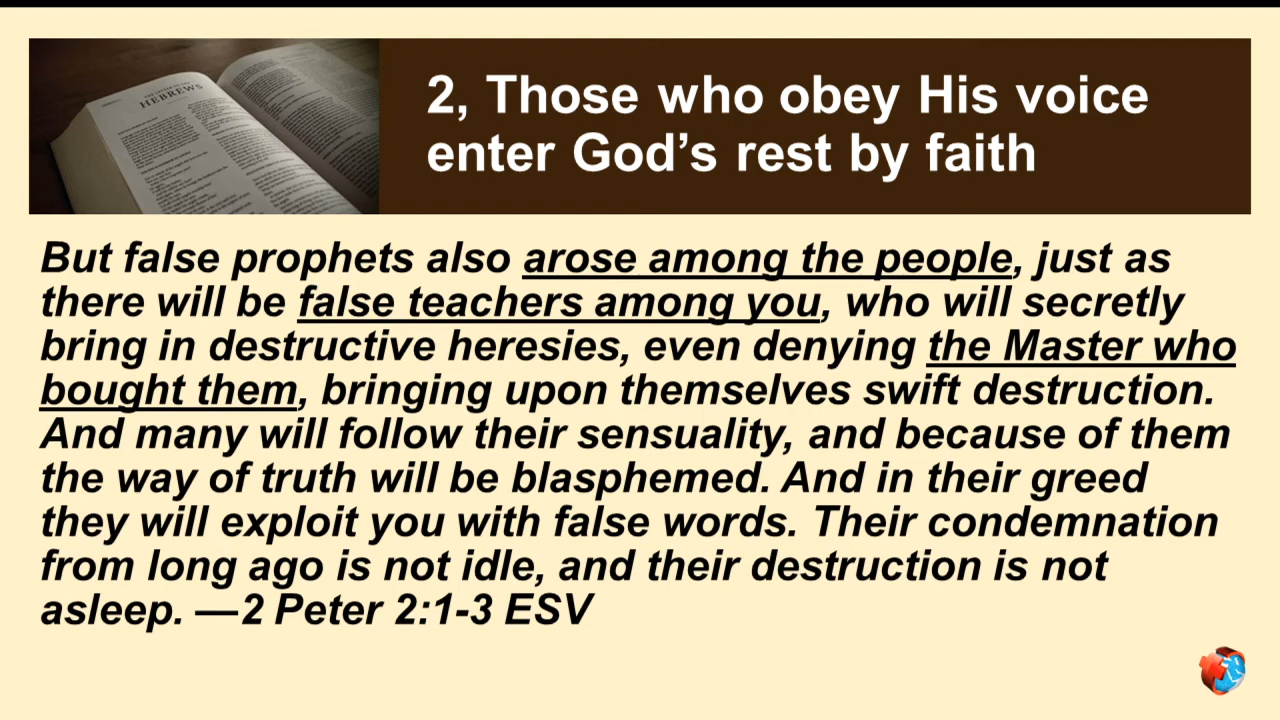 HEBREWS
2, Those who obey His voice
enter God’s rest by faith
But false prophets also arose among the people, just as
there will be false teachers among you, who will secretly
bring in destructive heresies, even denying the Master who
bought them, bringing upon themselves swift destruction.
And many will follow their sensuality, and because of them
the way of truth will be blasphemed. And in their greed
they will exploit you with false words. Their condemnation
from long ago is not idle, and their destruction is not
asleep. —2 Peter 2:1-3 ESV